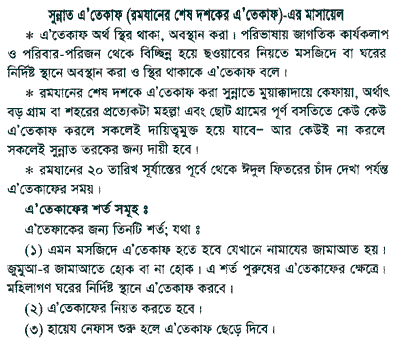 সুন্নাত এ'তেকাফ (রমযানের শেষ দশকের এ'তেকাফ)-এর মাসায়েল
* এ'তেকাফ অর্থ স্থির থাকা, অবস্থান করা। পরিভাষায় জাগতিক কার্যকলাপ
ও পরিবার-পরিজন থেকে বিচ্ছিন্ন হয়ে ছওয়াবের নিয়তে মসজিদে বা ঘরের
নির্দিষ্ট স্থানে অবস্থান করা ও স্থির থাকাকে এ'তেকাফ বলে।
* রমযানের শেষ দশকে এ'তেকাফ করা সুন্নাতে মুয়াক্কাদায়ে কেফায়া, অর্থাৎ
বড় গ্রাম বা শহরের প্রত্যেকটা মহল্লা এবং ছোট গ্রামের পূর্ণ বসতিতে কেউ কেউ
এ'তেকাফ করলে সকলেই দায়িত্বমুক্ত হয়ে যাবে– আর কেউই না করলে
সকলেই সুন্নাত তরকের জন্য দায়ী হবে।
* রমযানের ২০ তারিখ সূর্যাস্তের পূর্বে থেকে ঈদুল ফিতরের চাঁদ দেখা পর্যন্ত
এ'তেকাফের সময়।
এ'তেকাফের শর্ত সমূহ ঃ
এ'তেফাকের জন্য তিনটি শর্ত; যথা ঃ
(১) এমন মসজিদে এ'তেকাফ হতে হবে যেখানে নামাযের জামাআত হয়।
জুমুআ-র জামাতে হোক বা না হোক। এ শর্ত পুরুষের এ'তেকাফের ক্ষেত্রে।
মহিলাগণ ঘরের নির্দিষ্ট স্থানে এ'তেকাফ করবে।
(২) এ'তেকাফের নিয়ত করতে হবে।
(৩) হায়েয নেফাস শুরু হলে এ'তেকাফ ছেড়ে দিবে।